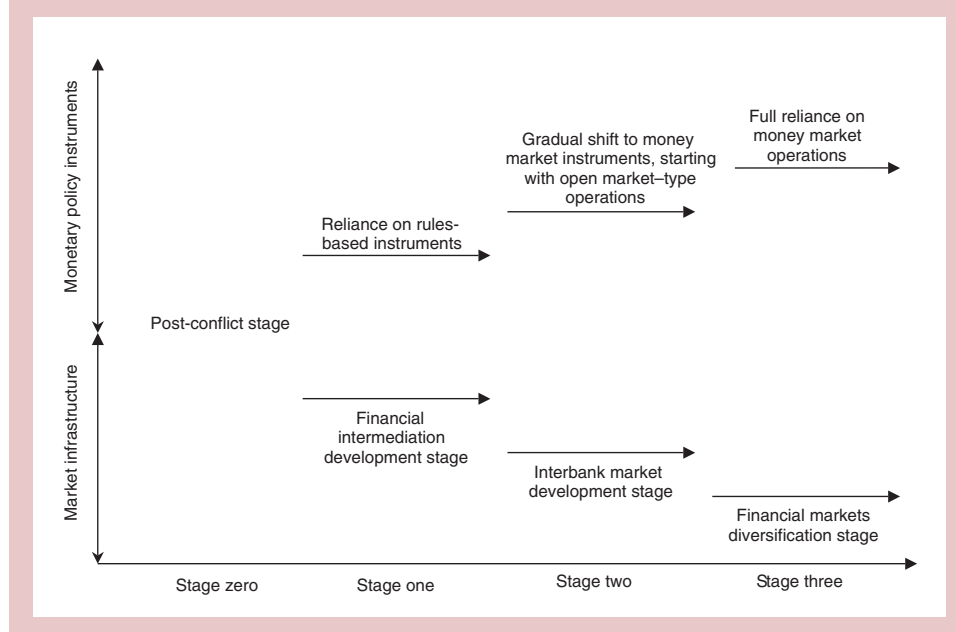 Monetary policy instruments
Market infrastructure
Full reliance on
money market
operations
Gradual shift to money
market instruments, starting
with open market–type
operations
Reliance on rules-
based instruments
Post-conflict stage
Financial
intermediation
development stage
Interbank market
development stage
Financial markets
diversification stage
Stage zero
Stage one
Stage two
Stage three